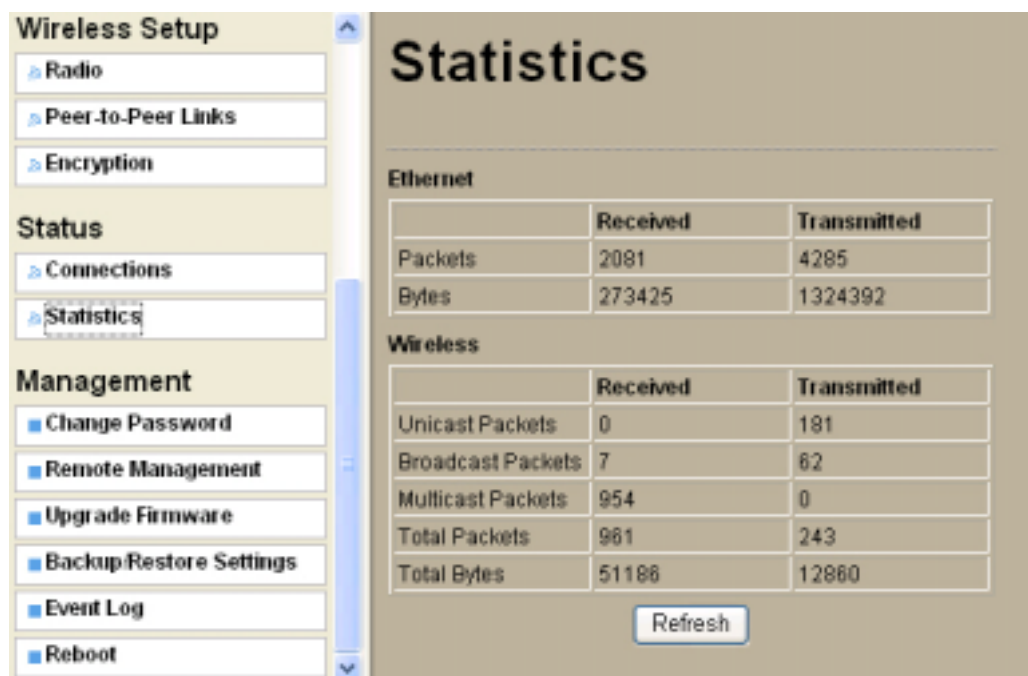 Wireless Setup
Radio
Peer-to-Peer Links
Encryption
Status
Connections
Statistics
Management
Change Password
Remote Management
Upgrade Firmware
Backup/Restore Settings
Event Log
Reboot
Statistics
Ethernet
Received Transmitted
Packets 2081 4285
Bytes 273425 1324392
Wireless
Received Transmitted
Unicast Packets 0 181
Broadcast Packets 7 62
Multicast Packets 954 0
Total Packets 961 243
Total Bytes 51186 12860
Refresh